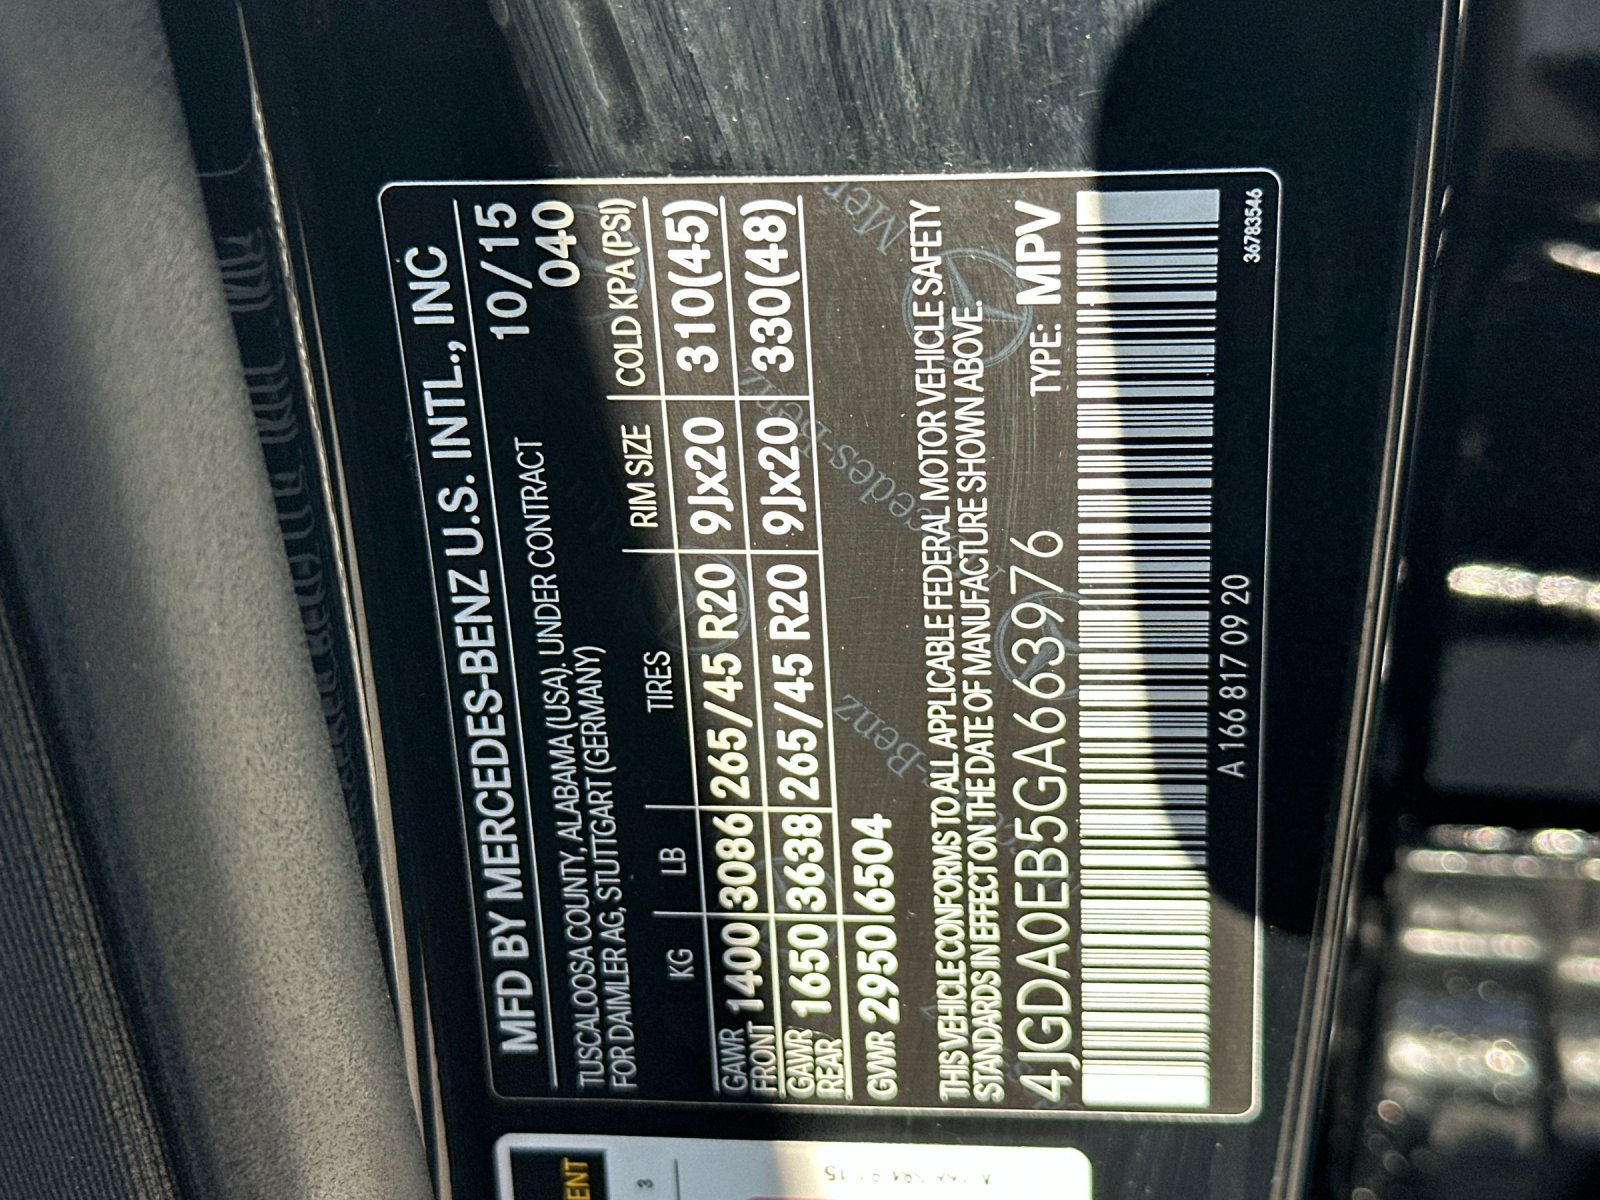 MFD BY MERCEDES-BENZ U.S. INTL., INC
TUSCALOOSA COUNTY, ALABAMA (USA). UNDER CONTRACT 10/15
FOR DAIMLER AG, STUTTGART (GERMANY) 040
KG LB TIRES RIM SIZE COLD KPA(PSI)
GAWR FRONT 1400 3086 265/45 R20 9Jx20 310(45)
GAWR REAR 1650 3638 265/45 R20 9Jx20 330(48)
GWR 2950 6504
THIS VEHICLE CONFORMS TO ALL APPLICABLE FEDERAL MOTOR VEHICLE SAFETY
STANDARDS IN EFFECT ON THE DATE OF MANUFACTURE SHOWN ABOVE.
4JGDA0EB5GA663976 TYPE: MPV
A 166 817 09 20 36783546